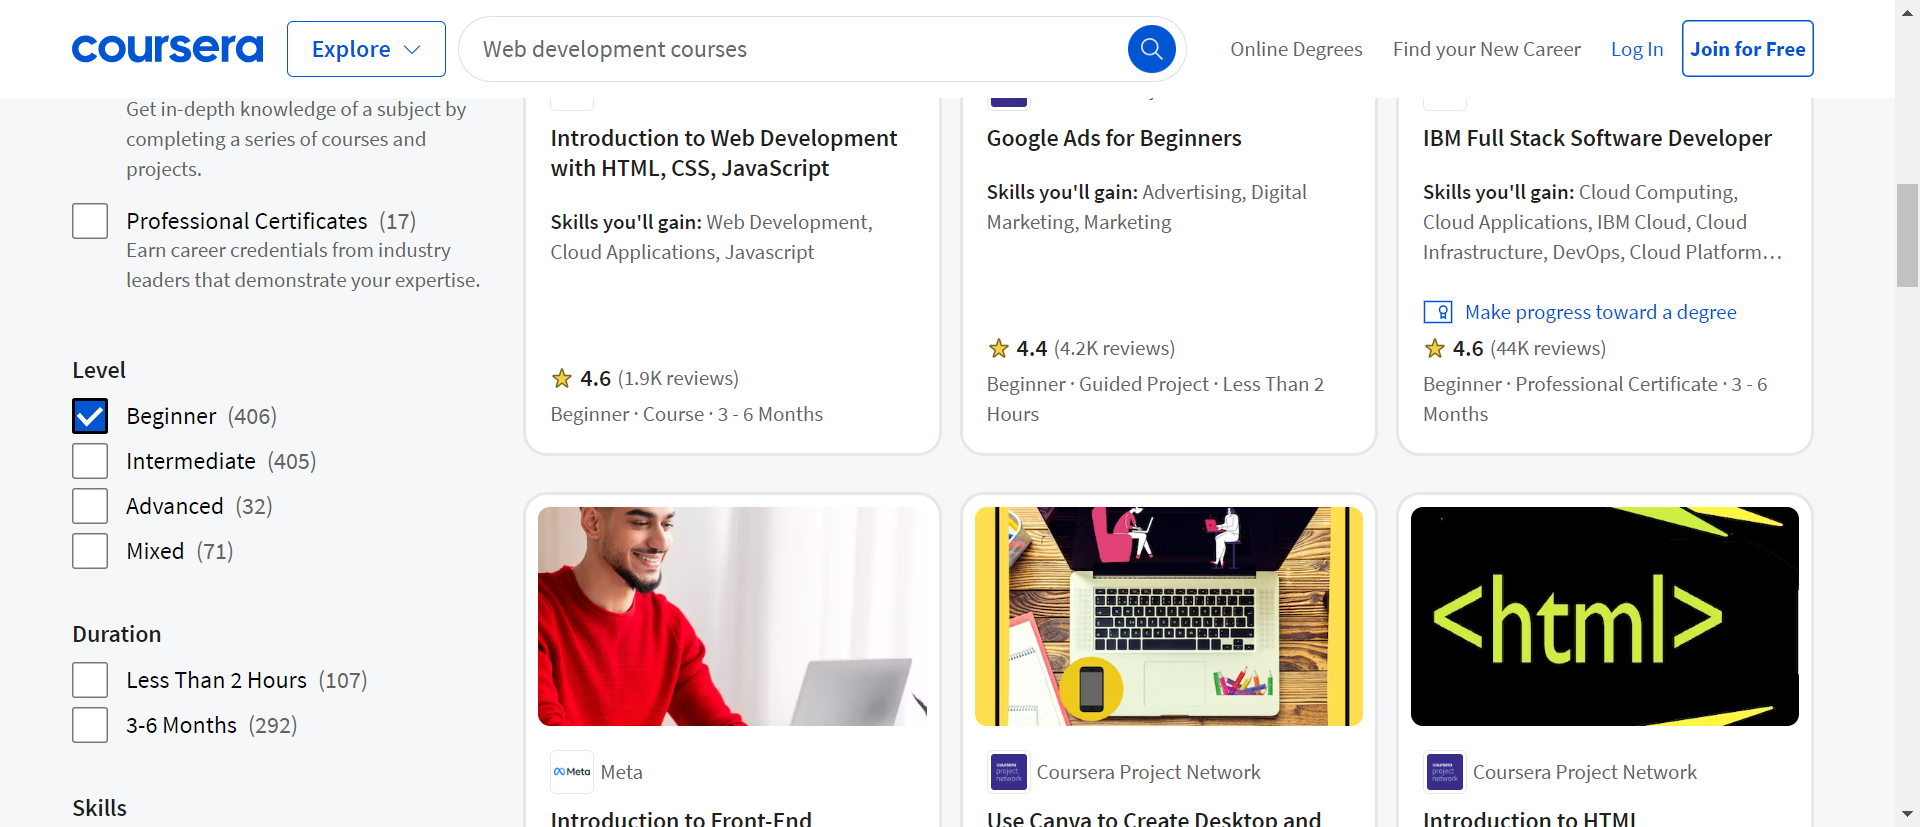 coursera
Explore
Web development courses
Online Degrees
Find your New Career
Log In
Join for Free
Get in-depth knowledge of a subject by
completing a series of courses and
projects.
Professional Certificates (17)
Earn career credentials from industry
leaders that demonstrate your expertise.
Level
Beginner (406)
Intermediate (405)
Advanced (32)
Mixed (71)
Duration
Less Than 2 Hours (107)
3-6 Months (292)
Skills
Introduction to Web Development
with HTML, CSS, JavaScript
Skills you'll gain: Web Development,
Cloud Applications, Javascript
4.6 (1.9K reviews)
Beginner · Course · 3 - 6 Months
Google Ads for Beginners
Skills you'll gain: Advertising, Digital
Marketing, Marketing
4.4 (4.2K reviews)
Beginner · Guided Project · Less Than 2
Hours
IBM Full Stack Software Developer
Skills you'll gain: Cloud Computing,
Cloud Applications, IBM Cloud, Cloud
Infrastructure, DevOps, Cloud Platform…
Make progress toward a degree
4.6 (44K reviews)
Beginner · Professional Certificate · 3 - 6
Months
Meta
Meta
Introduction to Front-End
coursera
project
network
Coursera Project Network
Use Canva to Create Desktop and
<html>
coursera
project
network
Coursera Project Network
Introduction to HTML